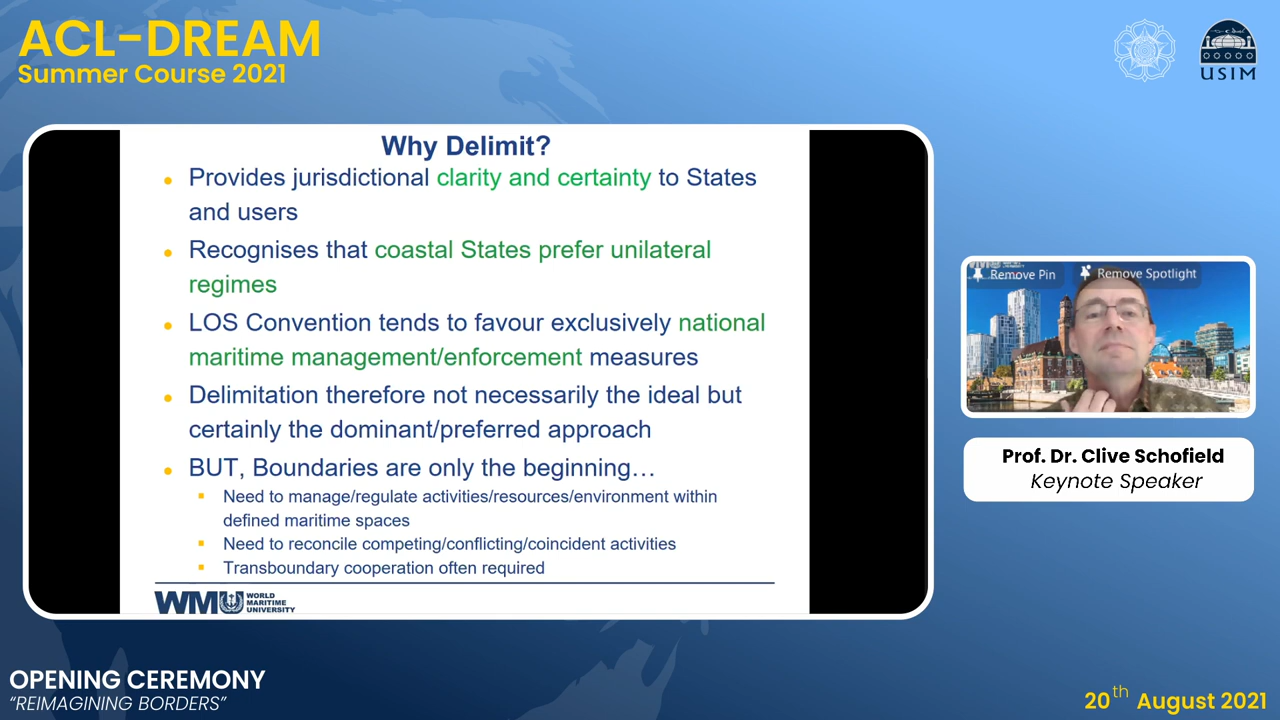 ACL-DREAM
Summer Course 2021
USIM
Why Delimit?
• Provides jurisdictional clarity and certainty to States
and users
• Recognises that coastal States prefer unilateral
regimes
• LOS Convention tends to favour exclusively national
maritime management/enforcement measures
• Delimitation therefore not necessarily the ideal but
certainly the dominant/preferred approach
• BUT, Boundaries are only the beginning…
▪ Need to manage/regulate activities/resources/environment within
defined maritime spaces
▪ Need to reconcile competing/conflicting/coincident activities
▪ Transboundary cooperation often required
WMU WORLD
MARITIME
UNIVERSITY
Remove Pin
Remove Spotlight
Prof. Dr. Clive Schofield
Keynote Speaker
OPENING CEREMONY
“REIMAGINING BORDERS”
20th August 2021